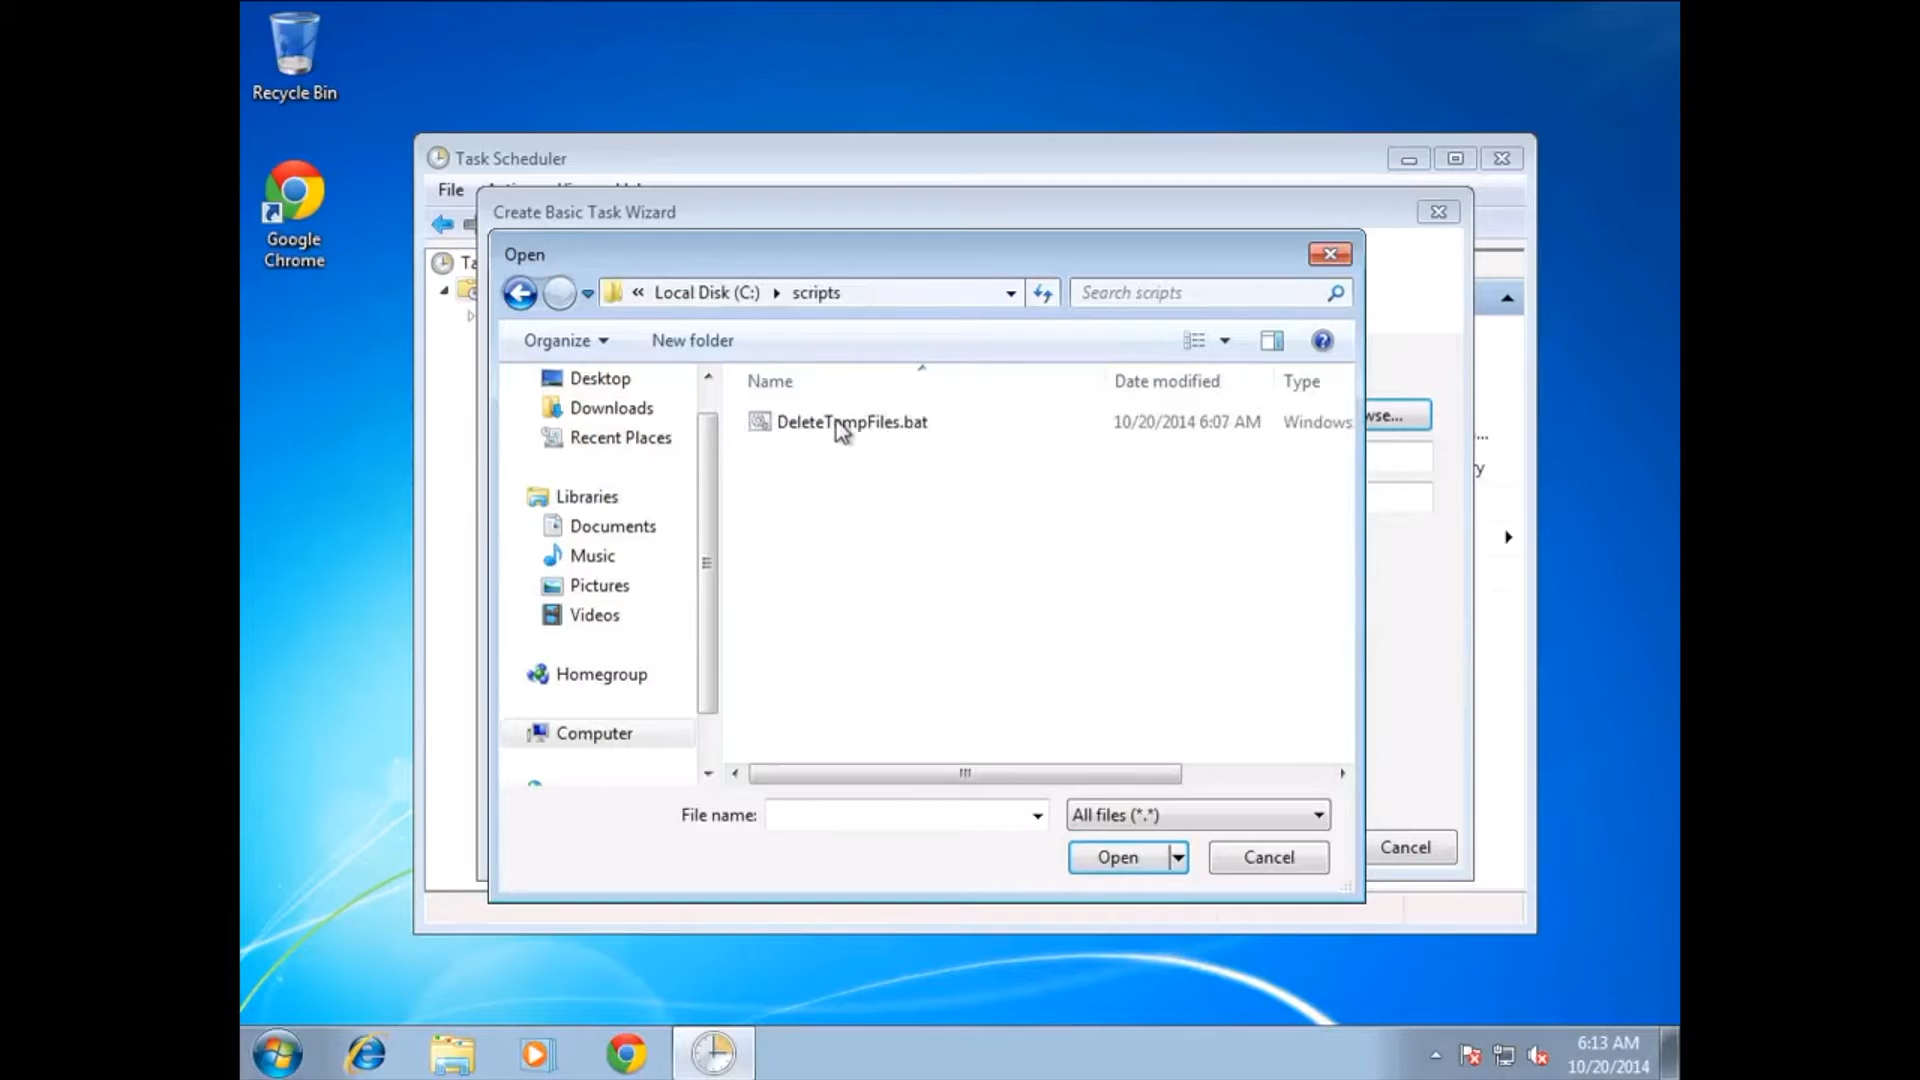 Recycle Bin
Google
Chrome
Task Scheduler
File
Create Basic Task Wizard
Open
« Local Disk (C:) scripts
Search scripts
Organize
New folder
Name
Date modified
Type
DeleteTempFiles.bat
10/20/2014 6:07 AM
Windows
Desktop
Downloads
Recent Places
Libraries
Documents
Music
Pictures
Videos
Homegroup
Computer
File name:
All files (*.*)
Open
Cancel
Cancel
6:13 AM
10/20/2014